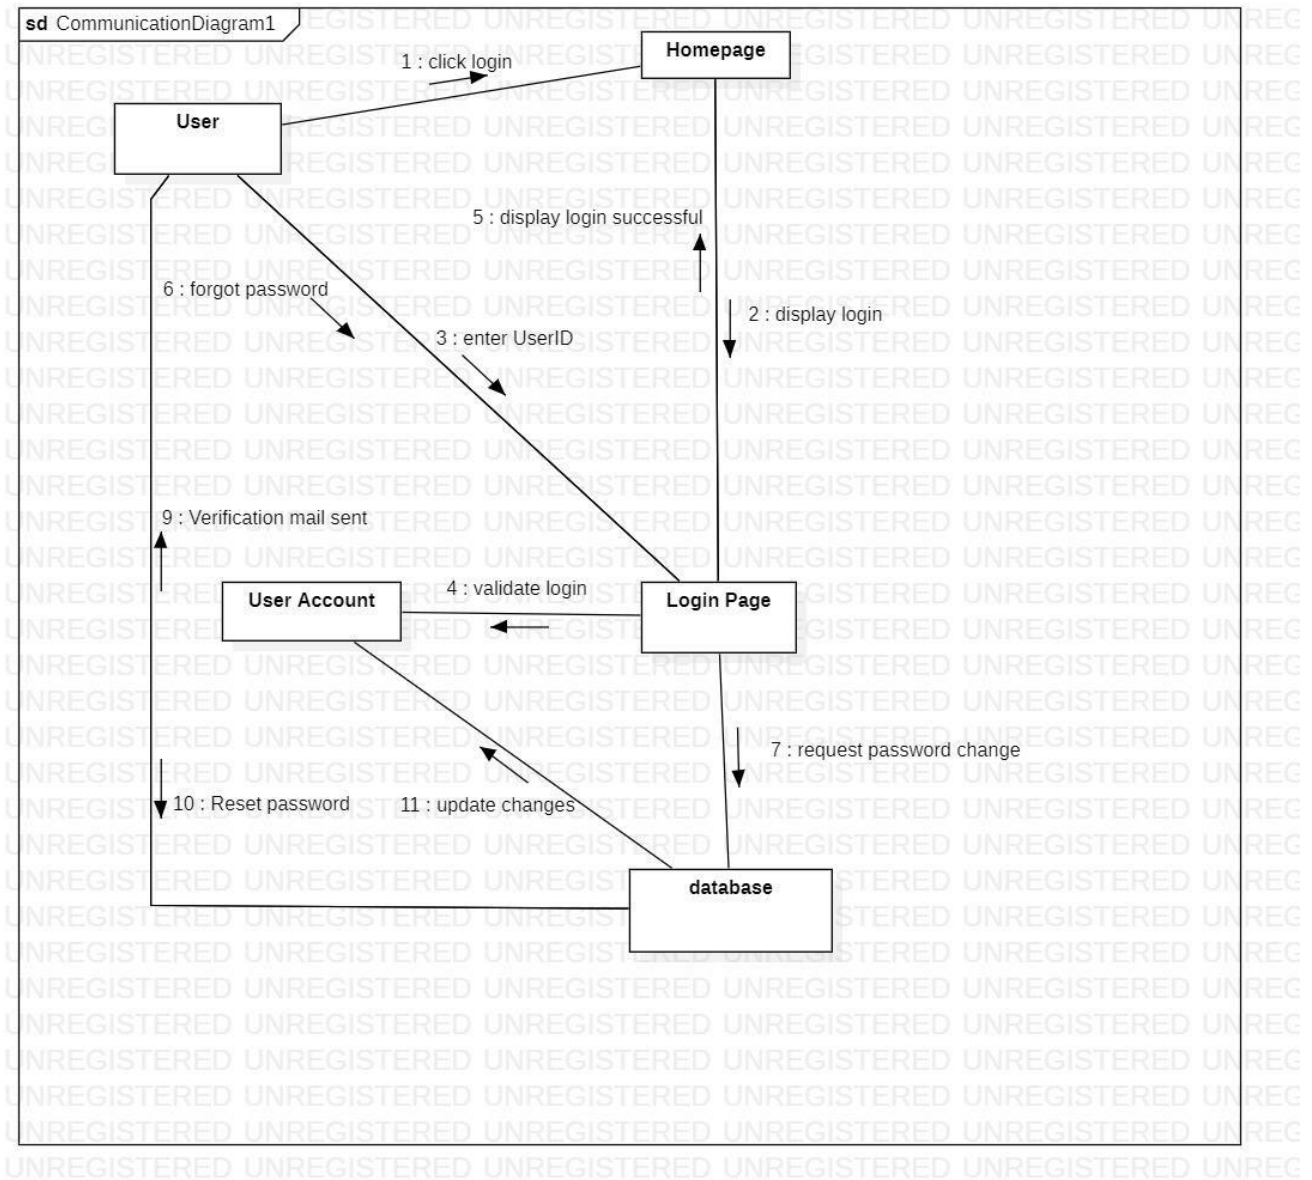 sd CommunicationDiagram1
Homepage
1 : click login
User
5 : display login successful
6 : forgot password
2 : display login
3 : enter UserID
9 : Verification mail sent
User Account
4 : validate login
Login Page
7 : request password change
10 : Reset password
11 : update changes
database
UNREGISTERED